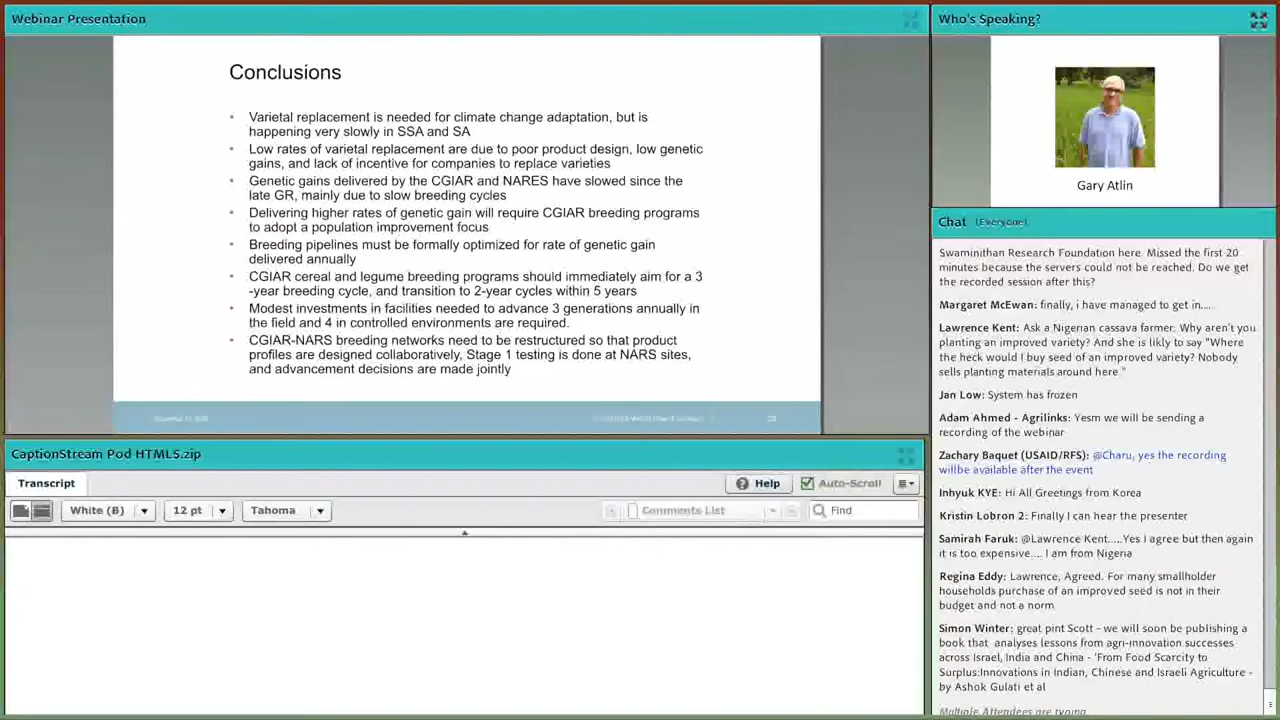 Webinar Presentation
Conclusions
• Varietal replacement is needed for climate change adaptation, but is
happening very slowly in SSA and SA
• Low rates of varietal replacement are due to poor product design, low genetic
gains, and lack of incentive for companies to replace varieties
• Genetic gains delivered by the CGIAR and NARES have slowed since the
late GR, mainly due to slow breeding cycles
• Delivering higher rates of genetic gain will require CGIAR breeding programs
to adopt a population improvement focus
• Breeding pipelines must be formally optimized for rate of genetic gain
delivered annually
• CGIAR cereal and legume breeding programs should immediately aim for a 3
-year breeding cycle, and transition to 2-year cycles within 5 years
• Modest investments in facilities needed to advance 3 generations annually in
the field and 4 in controlled environments are required.
• CGIAR-NARS breeding networks need to be restructured so that product
profiles are designed collaboratively, Stage 1 testing is done at NARS sites,
and advancement decisions are made jointly
CaptionStream Pod HTML5.zip
Transcript
Help
Auto-Scroll
White (B)
12 pt
Tahoma
Comments List
Find
Who's Speaking?
Gary Atlin
Chat (Everyone)
Swaminithan Research Foundation here. Missed the first 20
minutes because the servers could not be reached. Do we get
the recorded session after this?
Margaret McEwan: finally, i have managed to get in....
Lawrence Kent: Ask a Nigerian cassava farmer: Why aren't you
planting an improved variety? And she is likly to say "Where
the heck would I buy seed of an improved variety? Nobody
sells planting materials around here."
Jan Low: System has frozen
Adam Ahmed - Agrilinks: Yesm we will be sending a
recording of the webinar
Zachary Baquet (USAID/RFS): @Charu, yes the recording
willbe available after the event
Inhyuk KYE: Hi All Greetings from Korea
Kristin Lobron 2: Finally I can hear the presenter
Samirah Faruk: @Lawrence Kent.....Yes I agree but then again
it is too expensive.... I am from Nigeria
Regina Eddy: Lawrence, Agreed. For many smallholder
households purchase of an improved seed is not in their
budget and not a norm
Simon Winter: great pint Scott - we will soon be publishing a
book that analyses lessons from agri-innovation successes
across Israel, India and China - 'From Food Scarcity to
Surplus:Innovations in Indian, Chinese and Israeli Agriculture -
by Ashok Gulati et al
Multiple Attendees are typing